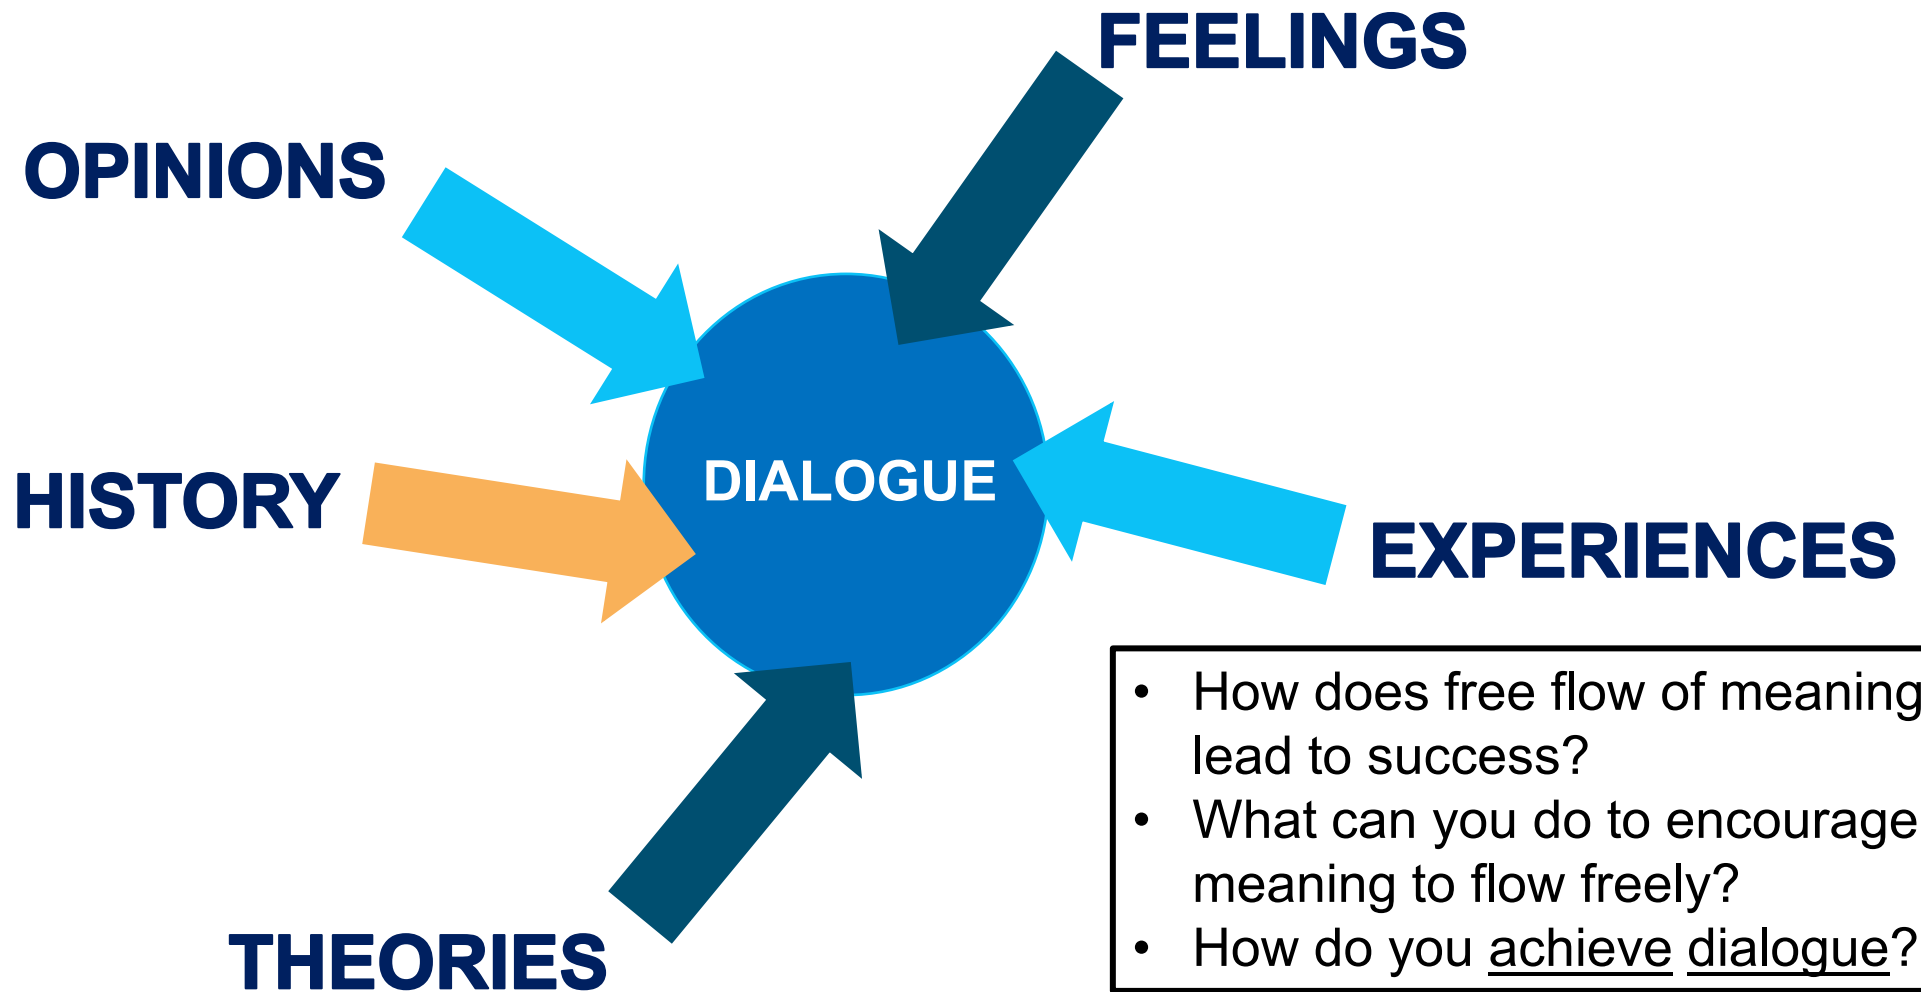 FEELINGS
OPINIONS
HISTORY
DIALOGUE
EXPERIENCES
THEORIES
• How does free flow of meaning
lead to success?
• What can you do to encourage
meaning to flow freely?
• How do you achieve dialogue?